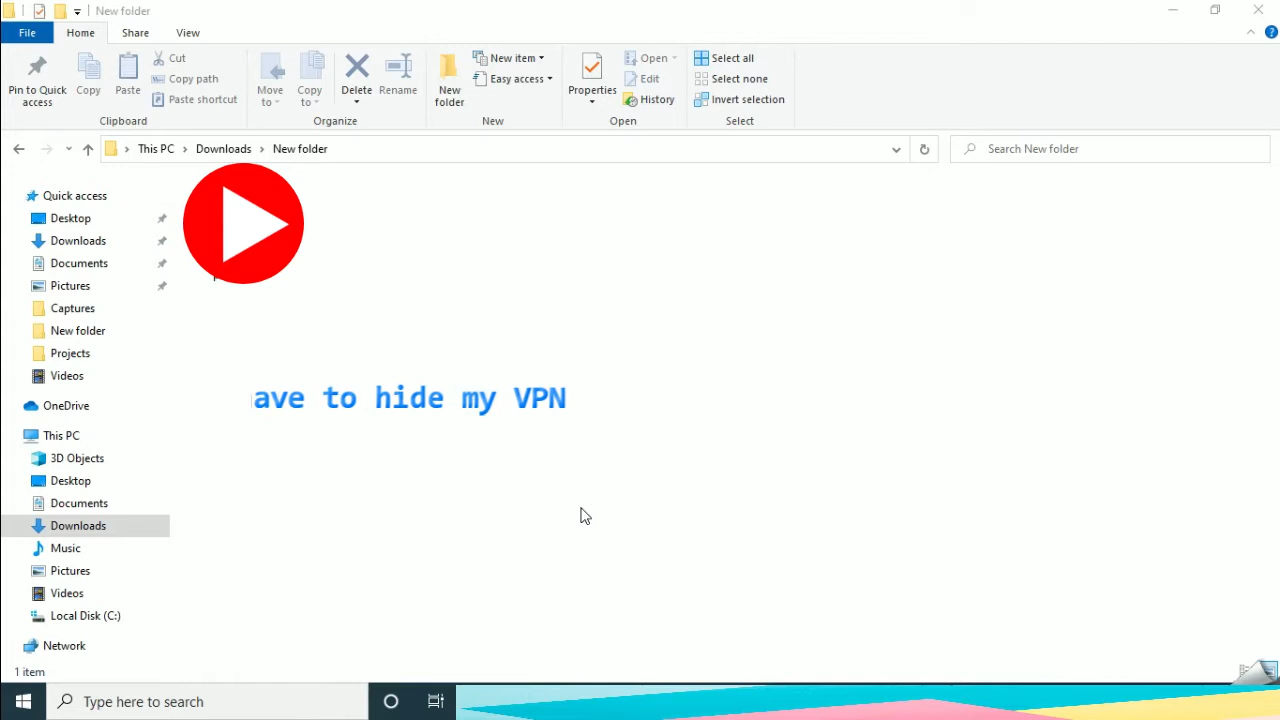 New folder
File
Home
Share
View
Pin to Quick access
Copy
Paste
Cut
Copy path
Paste shortcut
Clipboard
Move to
Copy to
Delete
Rename
Organize
New folder
New item
Easy access
New
Properties
Open
Edit
History
Open
Select all
Select none
Invert selection
Select
This PC > Downloads > New folder
Search New folder
Quick access
Desktop
Downloads
Documents
Pictures
Captures
New folder
Projects
Videos
OneDrive
This PC
3D Objects
Desktop
Documents
Downloads
Music
Pictures
Videos
Local Disk (C:)
Network
ave to hide my VPN
1 item
Type here to search